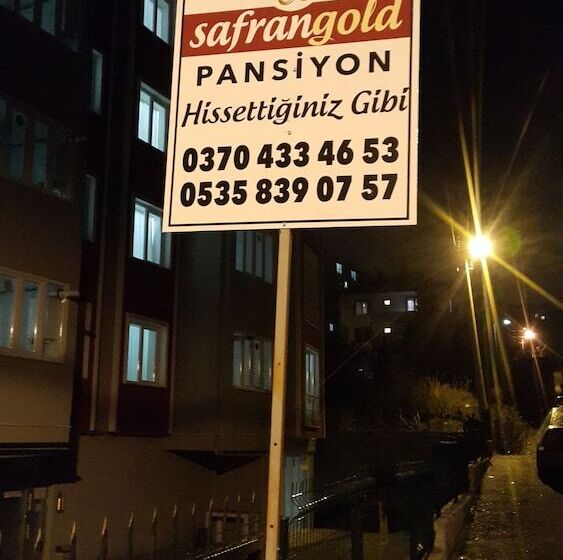 safrangold
PANSİYON
Hissettiğiniz Gibi
0370 433 46 53
0535 839 07 57